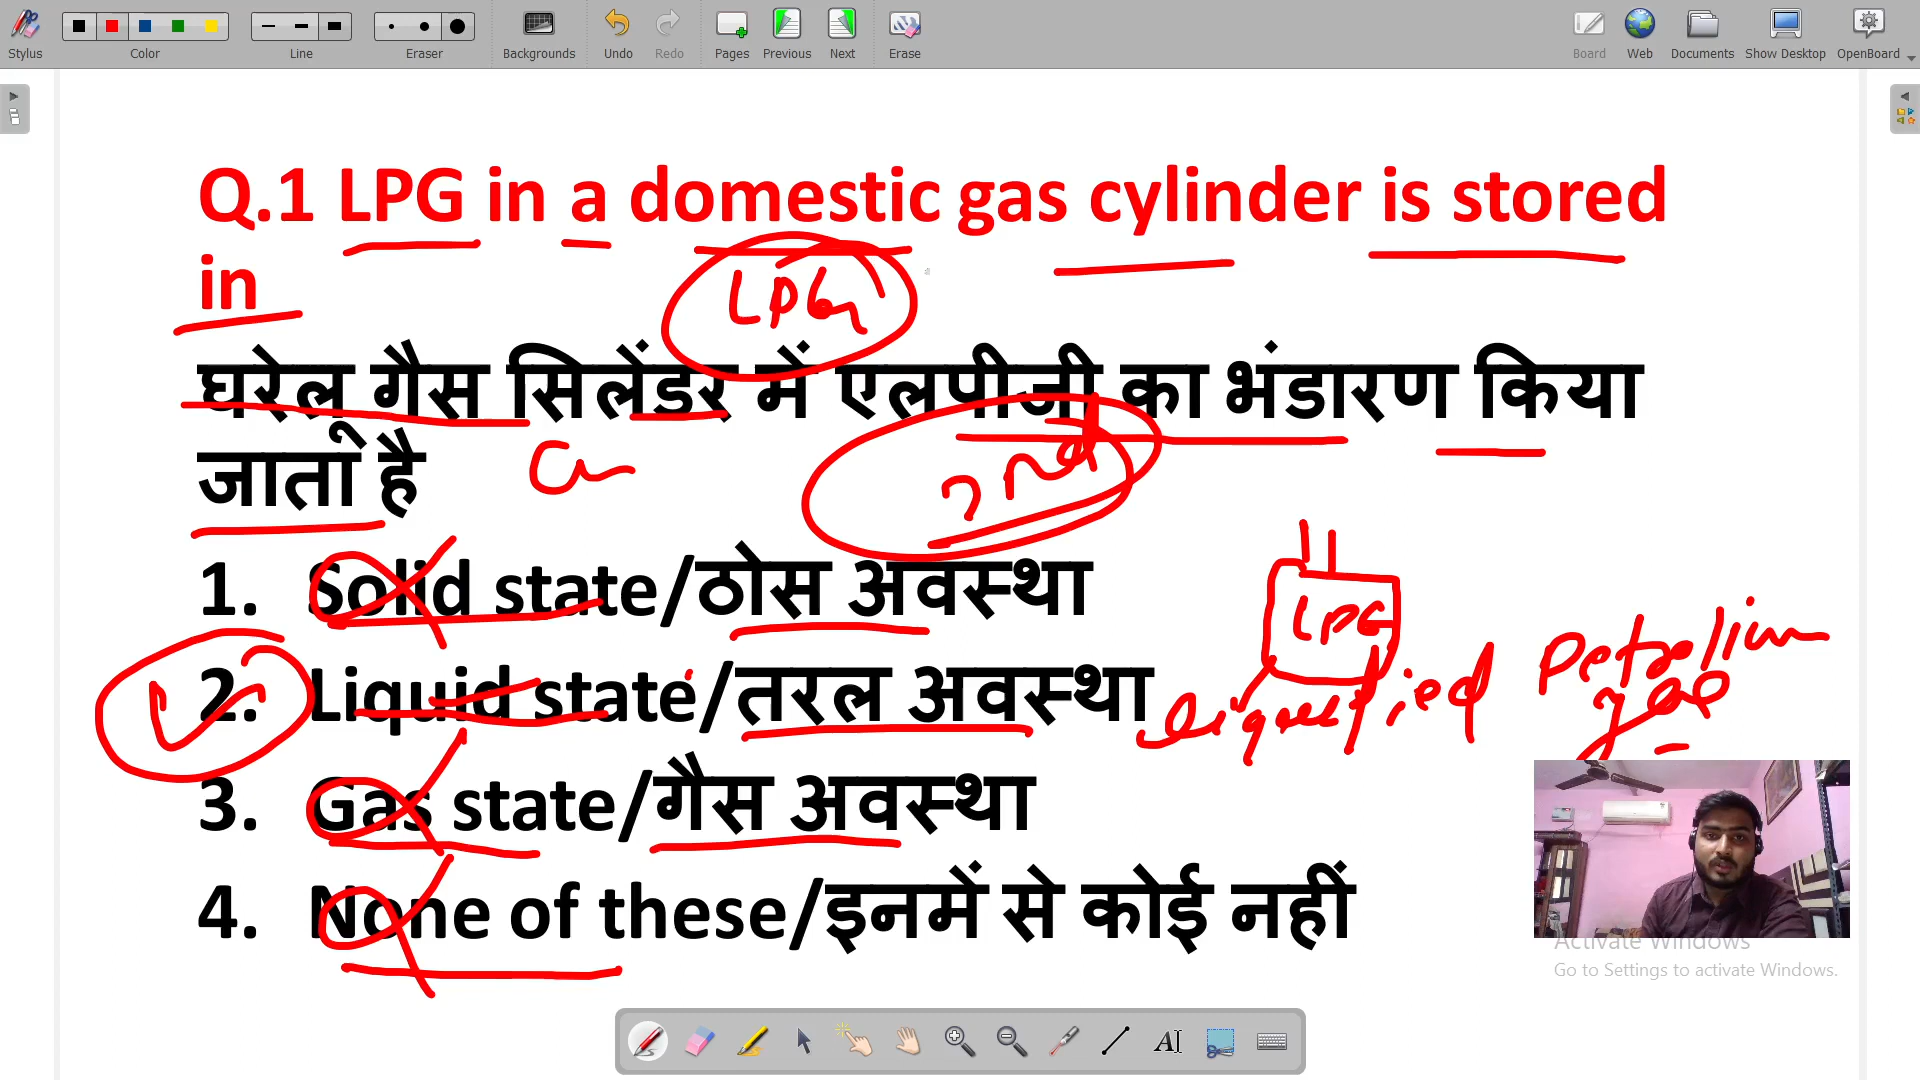 Stylus Color Line Eraser Backgrounds Undo Redo Pages Previous Next Erase Board Web Documents Show Desktop OpenBoard
Q.1 LPG in a domestic gas cylinder is stored
in
LPG
घरेलू गैस सिलेंडर में एलपीजी का भंडारण किया
जाता है
2nd
1. Solid state/ठोस अवस्था
LPG
2. Liquid state/तरल अवस्था
Petrolium
gas
3. Gas state/गैस अवस्था
4. None of these/इनमें से कोई नहीं
Activate Windows
Go to Settings to activate Windows.
AI